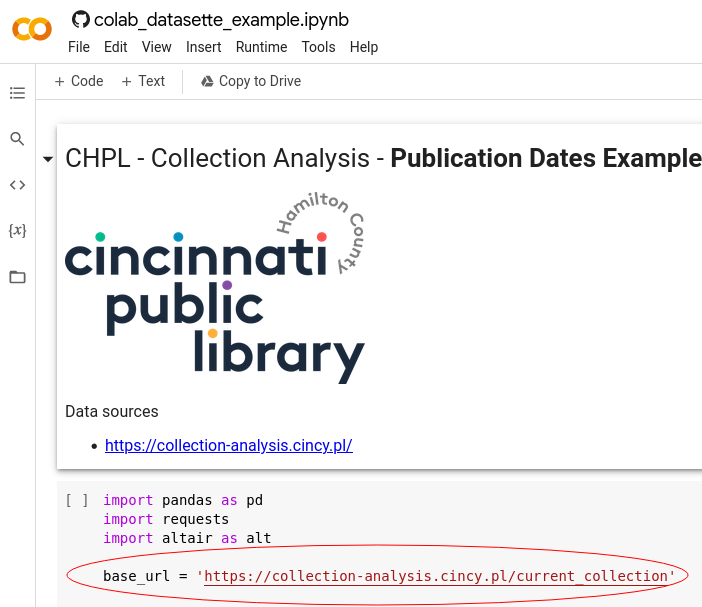 colab_datasette_example.ipynb
File Edit View Insert Runtime Tools Help
+ Code + Text Copy to Drive
CHPL - Collection Analysis - Publication Dates Example
Hamilton County
cincinnati
public
library
Data sources
• https://collection-analysis.cincy.pl/
[ ] import pandas as pd
import requests
import altair as alt
base_url = 'https://collection-analysis.cincy.pl/current_collection'
{x}